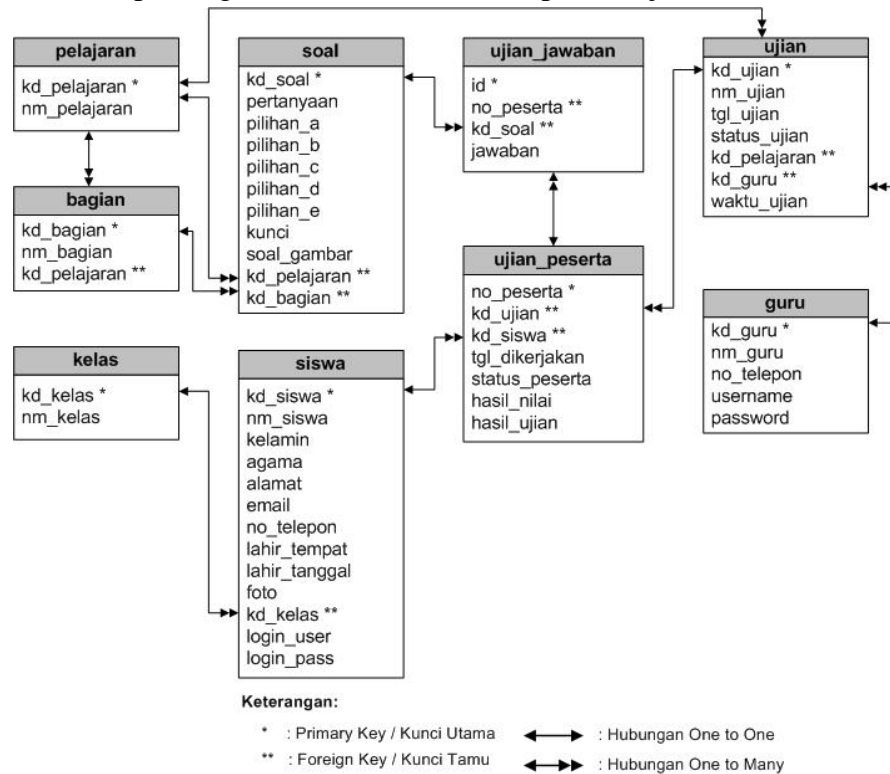 pelajaran
kd_pelajaran *
nm_pelajaran
bagian
kd_bagian *
nm_bagian
kd_pelajaran **
kelas
kd_kelas *
nm_kelas
soal
kd_soal *
pertanyaan
pilihan_a
pilihan_b
pilihan_c
pilihan_d
pilihan_e
kunci
soal_gambar
kd_pelajaran **
kd_bagian **
siswa
kd_siswa *
nm_siswa
kelamin
agama
alamat
email
no_telepon
lahir_tempat
lahir_tanggal
foto
kd_kelas **
login_user
login_pass
ujian_jawaban
id *
no_peserta **
kd_soal **
jawaban
ujian_peserta
no_peserta *
kd_ujian **
kd_siswa **
tgl_dikerjakan
status_peserta
hasil_nilai
hasil_ujian
ujian
kd_ujian *
nm_ujian
tgl_ujian
status_ujian
kd_pelajaran **
kd_guru **
waktu_ujian
guru
kd_guru *
nm_guru
no_telepon
username
password
Keterangan:
* : Primary Key / Kunci Utama
** : Foreign Key / Kunci Tamu
: Hubungan One to One
: Hubungan One to Many